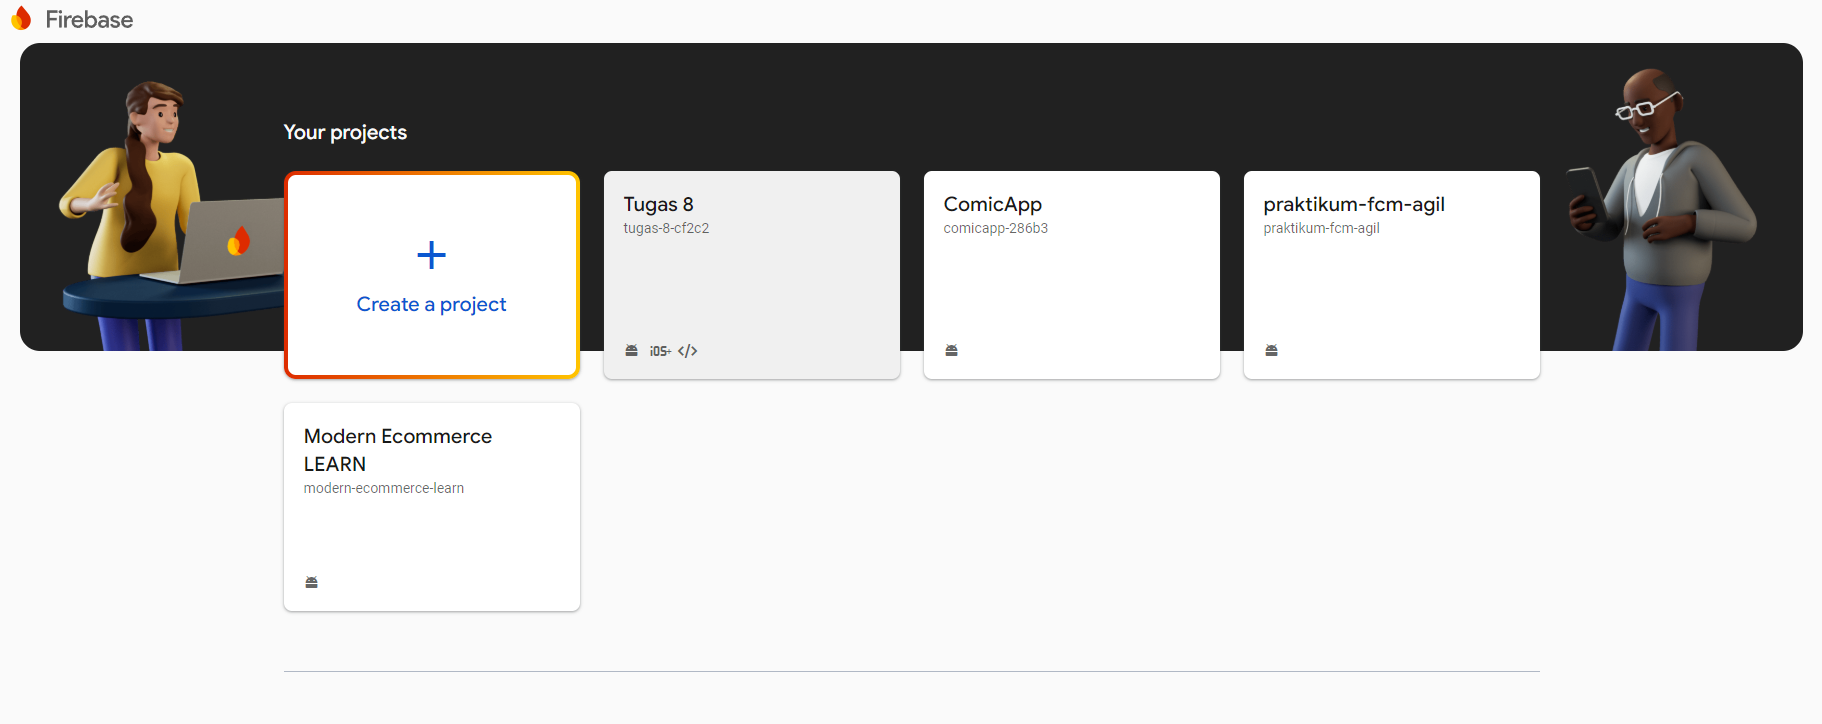 Firebase
Your projects
Create a project
Tugas 8
tugas-8-cf2c2
iOS+ </>
ComicApp
comicapp-286b3
praktikum-fcm-agil
praktikum-fcm-agil
Modern Ecommerce
LEARN
modern-ecommerce-learn